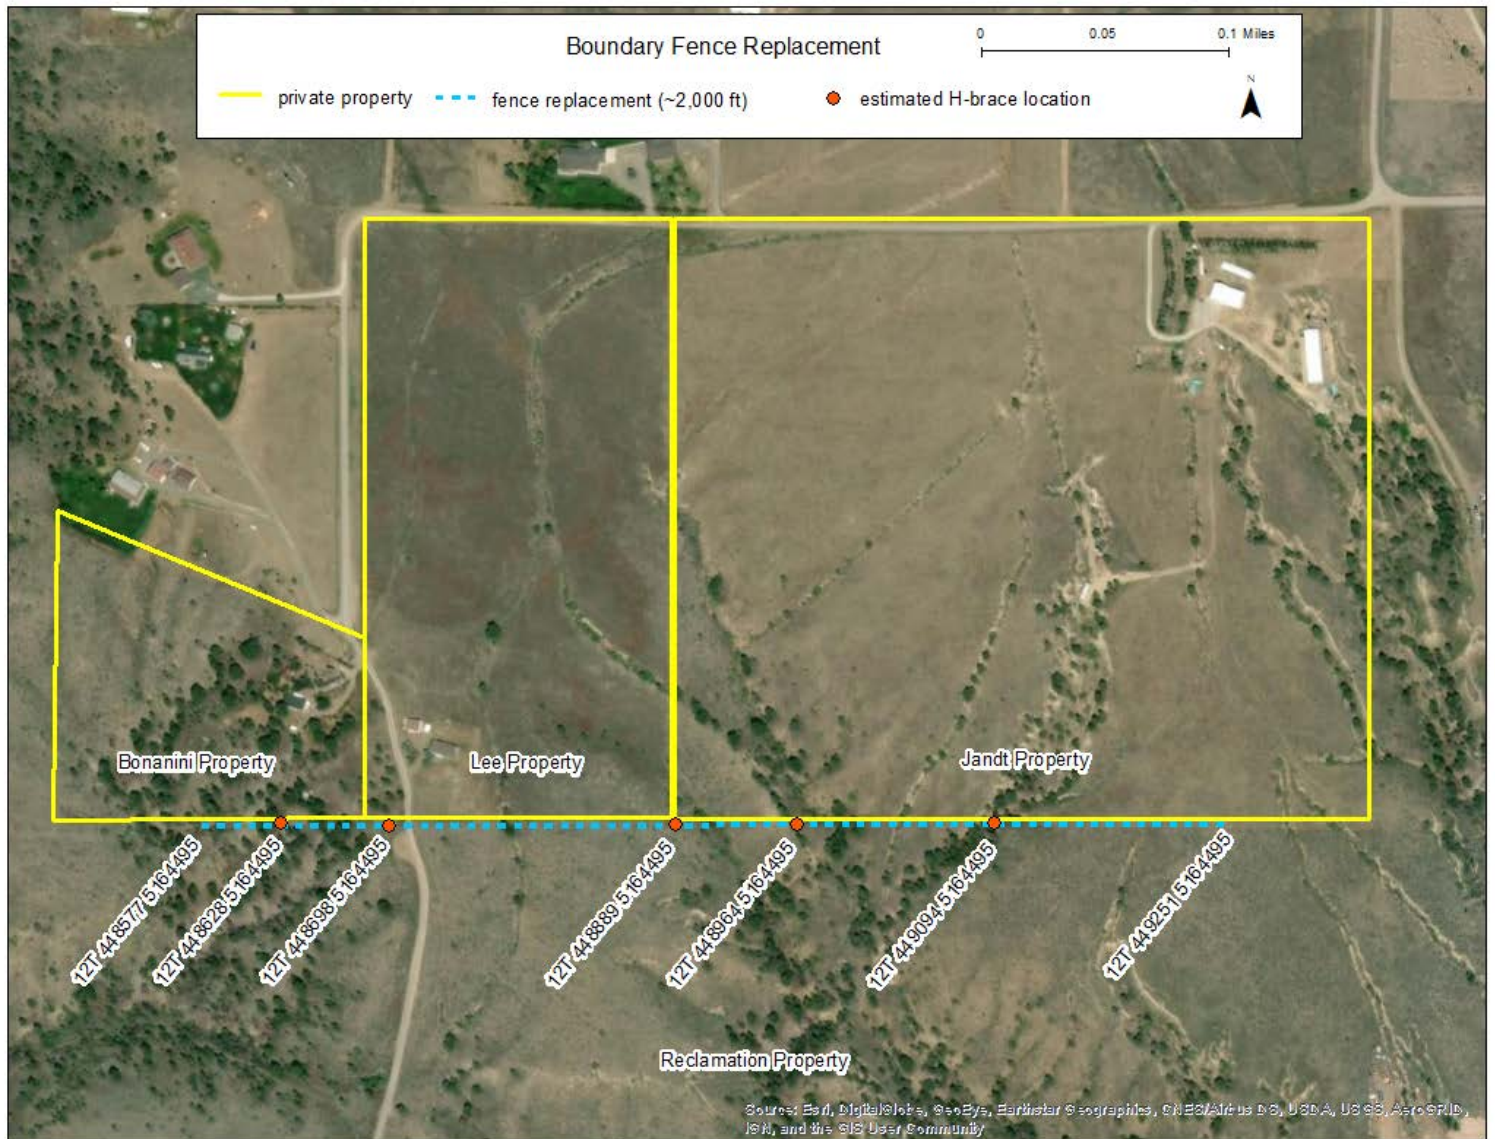 Boundary Fence Replacement
0 0.05 0.1 Miles
N
private property
fence replacement (~2,000 ft)
estimated H-brace location
Bonanini Property
Lee Property
Jandt Property
12T 448577 5164495
12T 448628 5164495
12T 448698 5164495
12T 448889 5164495
12T 448964 5164495
12T 449094 5164495
12T 449251 5164495
Reclamation Property
Source: Esri, DigitalGlobe, GeoEye, Earthstar Geographics, CNES/Airbus DS, USDA, USGS, AeroGRID,
IGN, and the GIS User Community